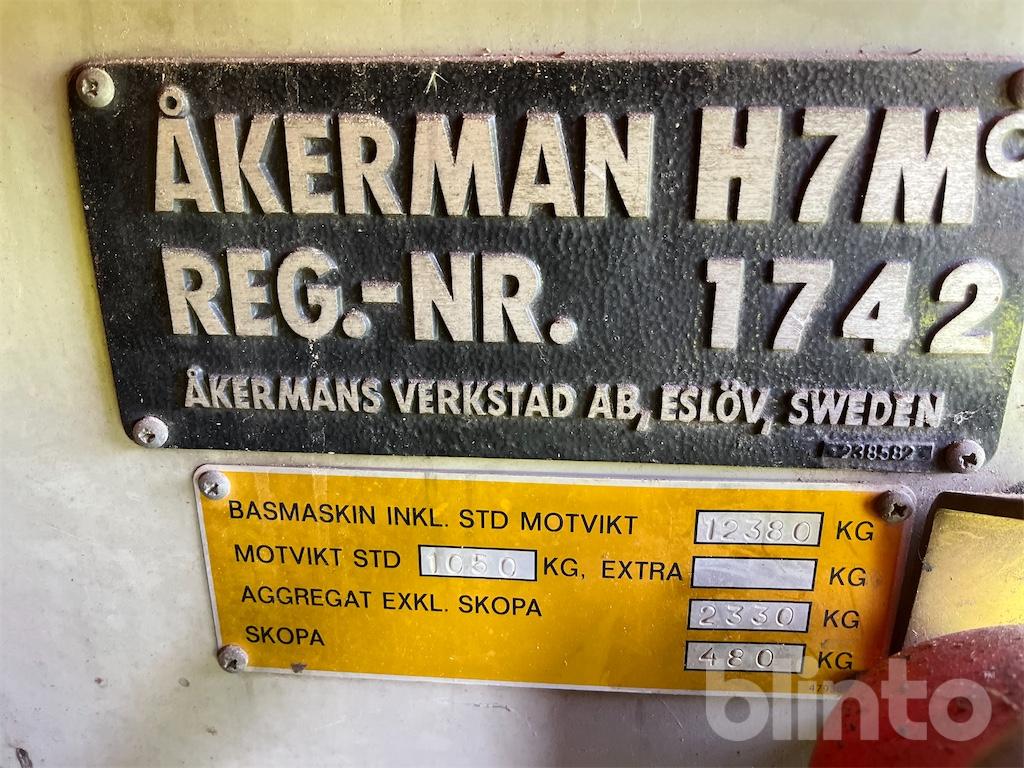 ÅKERMAN H7M
REG.-NR. 1742
ÅKERMANS VERKSTAD AB, ESLÖV, SWEDEN
238582
BASMASKIN INKL. STD MOTVIKT 12380 KG
MOTVIKT STD 1050 KG, EXTRA KG
AGGREGAT EXKL. SKOPA 2330 KG
SKOPA 480 KG
blinto